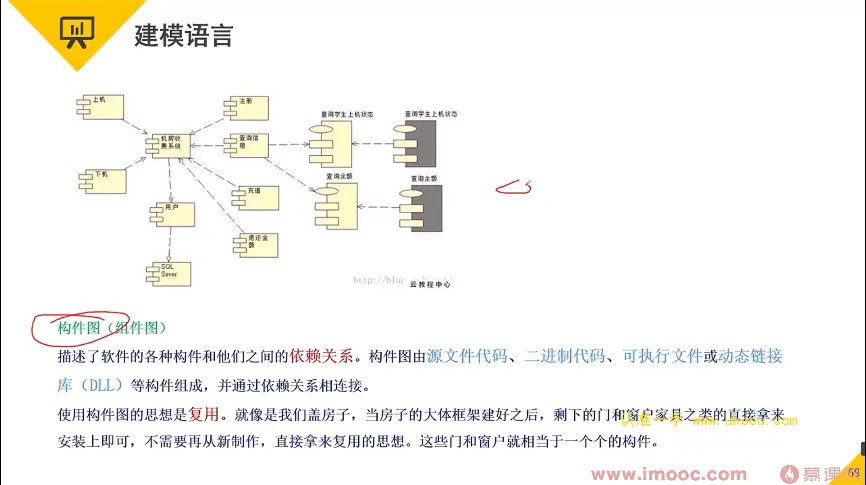 建模语言
上机
注册
查询学生上机状态
查询学生上机状态
机房收
费系统
查询信
息
下机
查询余额
查询余额
充值
用户
退还金
额
SQL
Sever
http://blog
云教程中心
构件图（组件图）
描述了软件的各种构件和他们之间的依赖关系。构件图由源文件代码、二进制代码、可执行文件或动态链接
库（DLL）等构件组成，并通过依赖关系相连接。
使用构件图的思想是复用。就像是我们盖房子，当房子的大体框架建好之后，剩下的门和窗户家具之类的直接拿来
安装上即可，不需要再从新制作，直接拿来复用的思想。这些门和窗户就相当于一个个的构件。
www.imooc.com
慕课
69